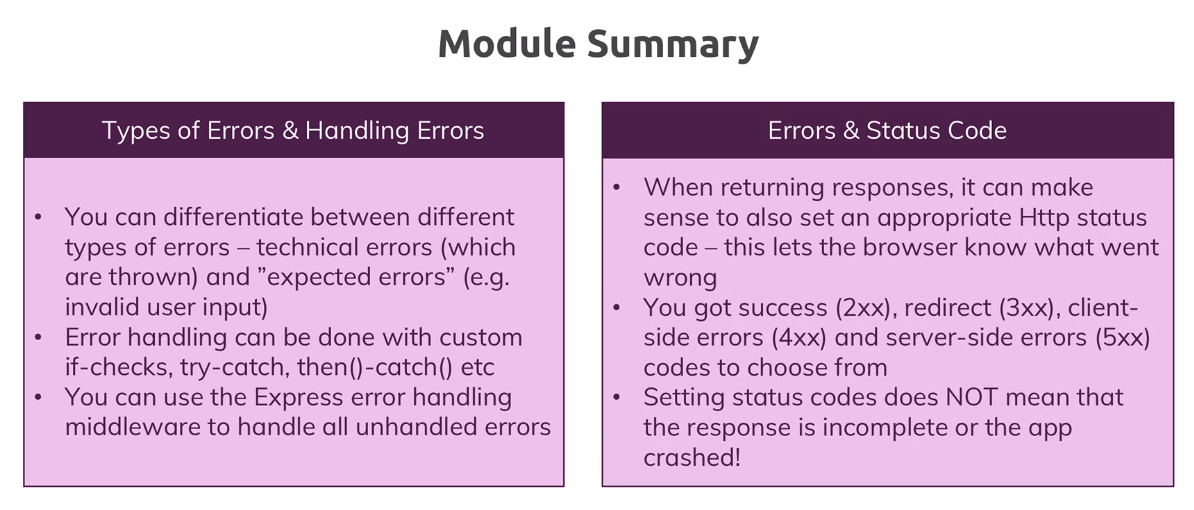 Module Summary
Types of Errors & Handling Errors
• You can differentiate between different
types of errors – technical errors (which
are thrown) and ”expected errors” (e.g.
invalid user input)
• Error handling can be done with custom
if-checks, try-catch, then()-catch() etc
• You can use the Express error handling
middleware to handle all unhandled errors
Errors & Status Code
• When returning responses, it can make
sense to also set an appropriate Http status
code – this lets the browser know what went
wrong
• You got success (2xx), redirect (3xx), client-
side errors (4xx) and server-side errors (5xx)
codes to choose from
• Setting status codes does NOT mean that
the response is incomplete or the app
crashed!